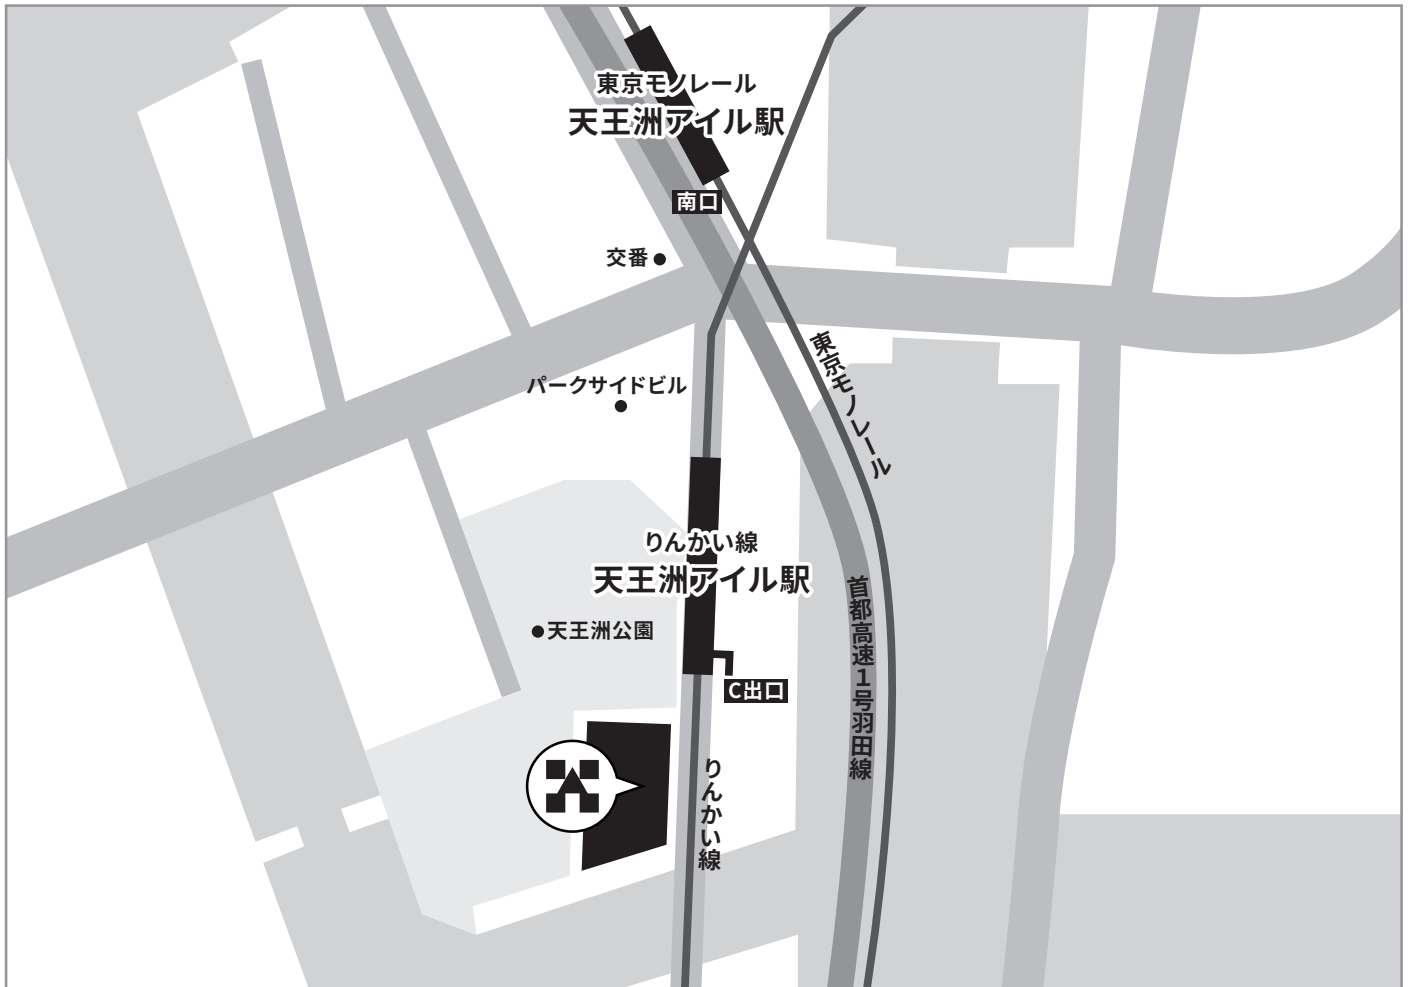 東京モノレール
天王洲アイル駅
南口
交番
東京モノレール
パークサイドビル
りんかい線
天王洲アイル駅
首都高速1号羽田線
天王洲公園
C出口
りんかい線